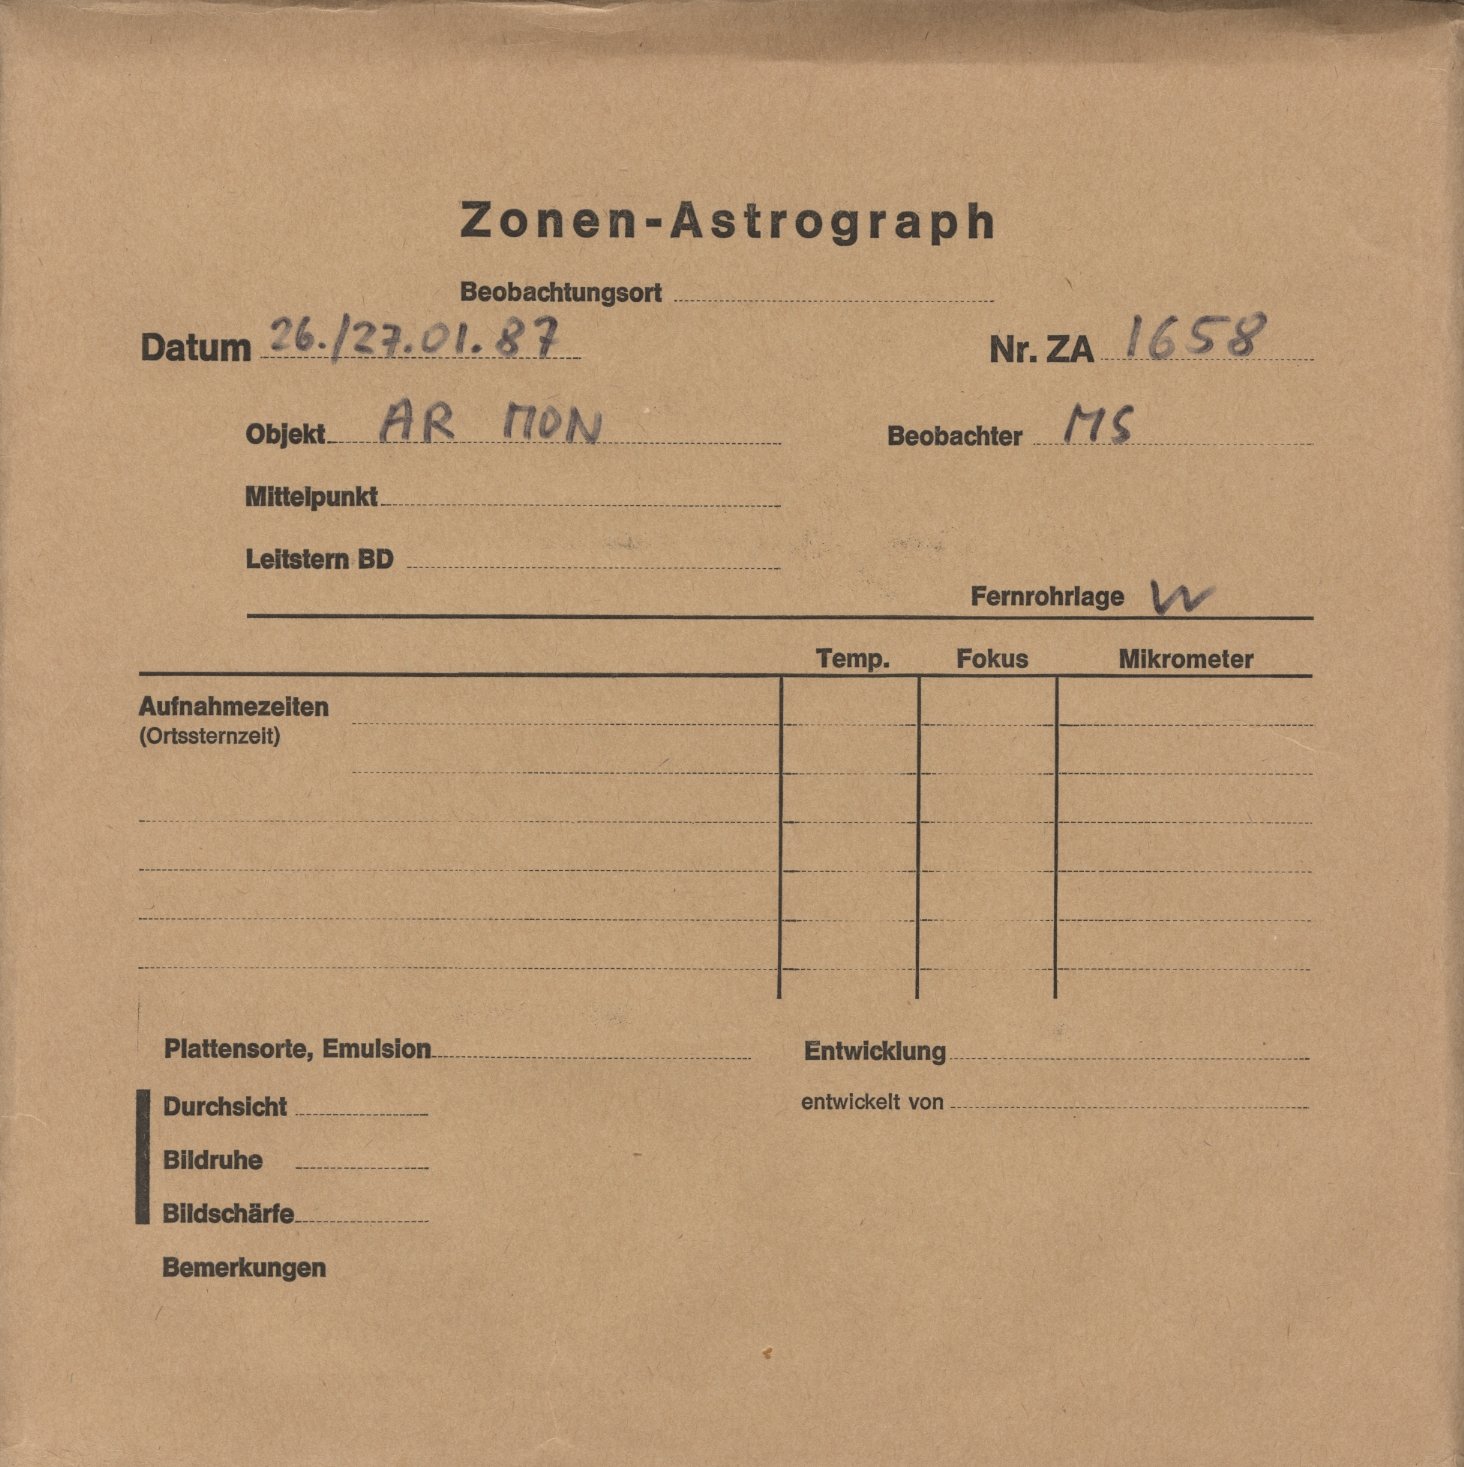 Zonen-Astrograph
Beobachtungsort
Datum 26./27.01.87 Nr. ZA 1658
Objekt AR MON Beobachter MS
Mittelpunkt
Leitstern BD
Fernrohrlage W
Temp. Fokus Mikrometer
Aufnahmezeiten
(Ortssternzeit)
Plattensorte, Emulsion Entwicklung
Durchsicht entwickelt von
Bildruhe
Bildschärfe
Bemerkungen